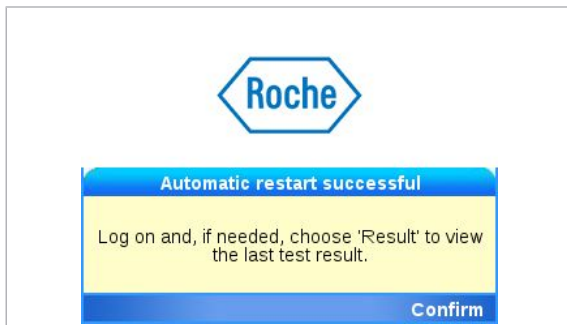 Roche
Automatic restart successful
Log on and, if needed, choose 'Result' to view
the last test result.
Confirm